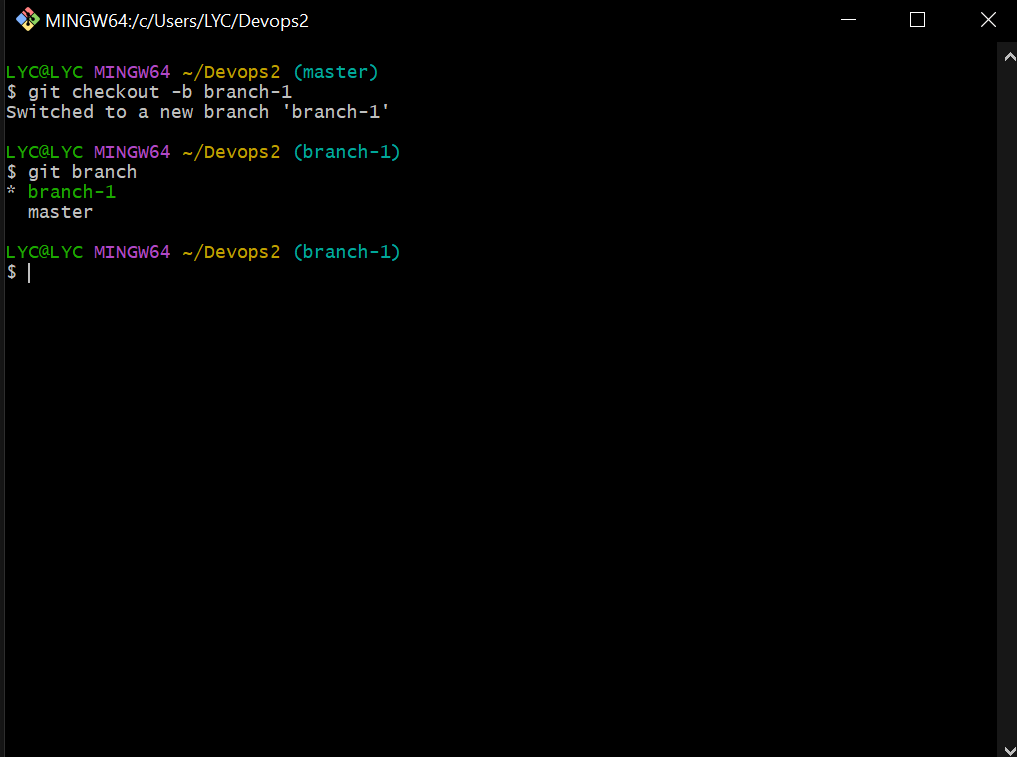 MINGW64:/c/Users/LYC/Devops2
LYC@LYC MINGW64 ~/Devops2 (master)
$ git checkout -b branch-1
Switched to a new branch 'branch-1'
LYC@LYC MINGW64 ~/Devops2 (branch-1)
$ git branch
* branch-1
  master
LYC@LYC MINGW64 ~/Devops2 (branch-1)
$